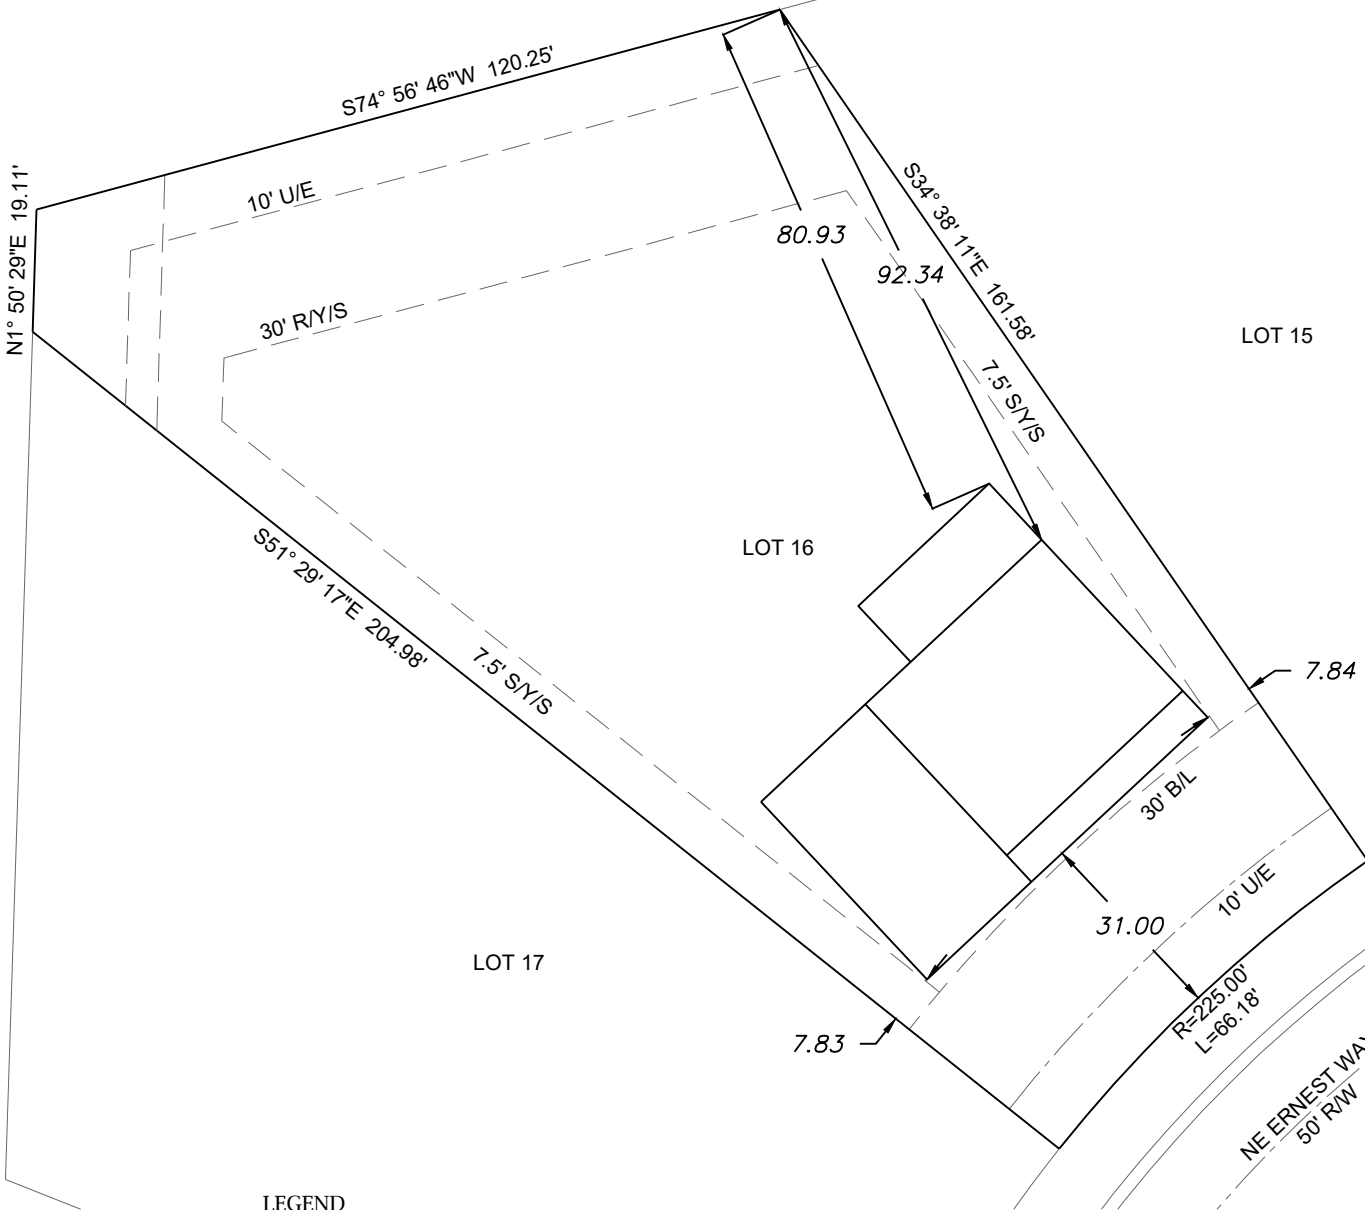 S74° 56' 46"W 120.25'
N1° 50' 29"E 19.11'
10' U/E
30' R/Y/S
80.93
92.34
S34° 38' 11"E 161.58'
7.5' S/Y/S
LOT 15
LOT 16
S51° 29' 17"E 204.98'
7.5' S/Y/S
7.84
30' B/L
10' U/E
31.00
LOT 17
7.83
R=225.00'
L=66.18'
NE ERNEST WAY
50' R/W
LEGEND